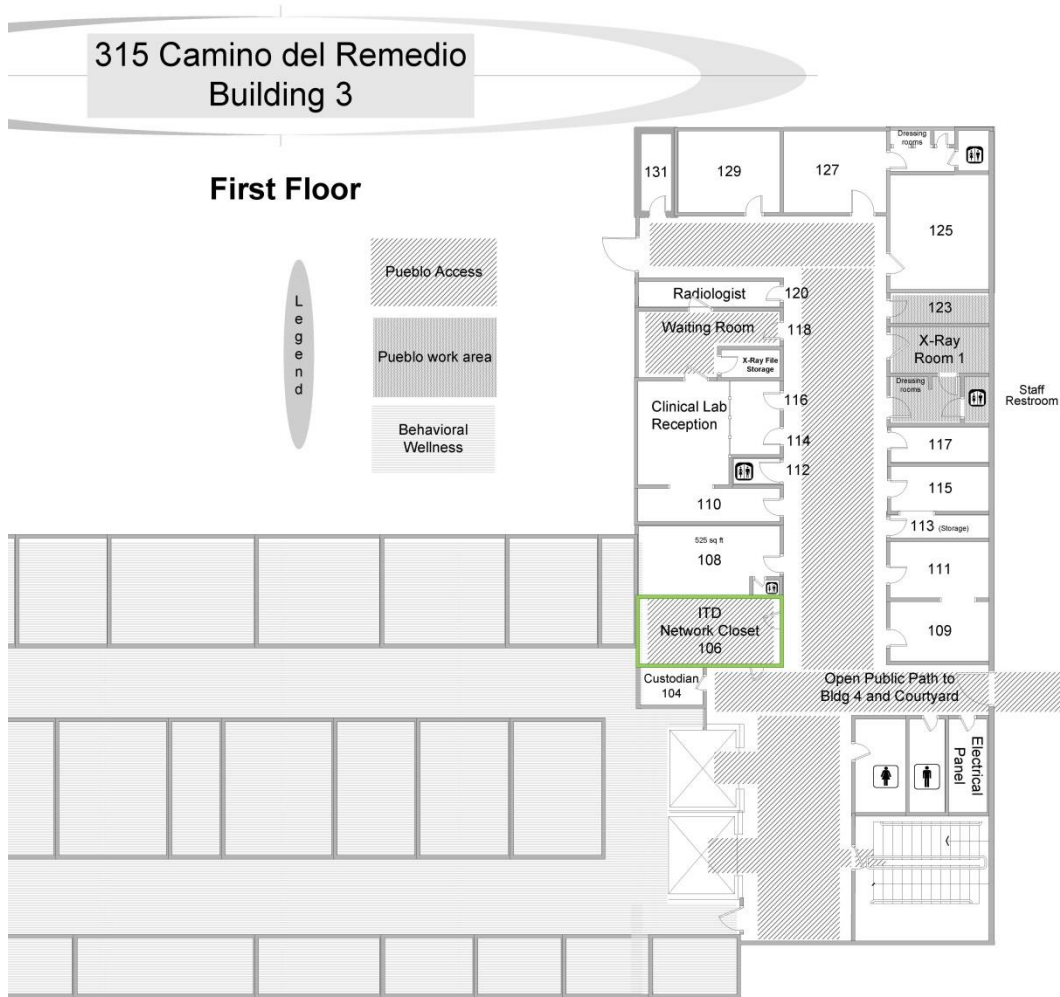 315 Camino del Remedio
Building 3
First Floor
Legend
Pueblo Access
Pueblo work area
Behavioral
Wellness
131
129
127
Dressing
rooms
125
Radiologist
120
123
Waiting Room
118
X-Ray
Room 1
X-Ray File
Storage
Dressing
rooms
Staff
Restroom
116
Clinical Lab
Reception
114
117
112
115
110
113 (Storage)
525 sq ft
108
111
ITD
Network Closet
106
109
Custodian
104
Open Public Path to
Bldg 4 and Courtyard
Electrical
Panel